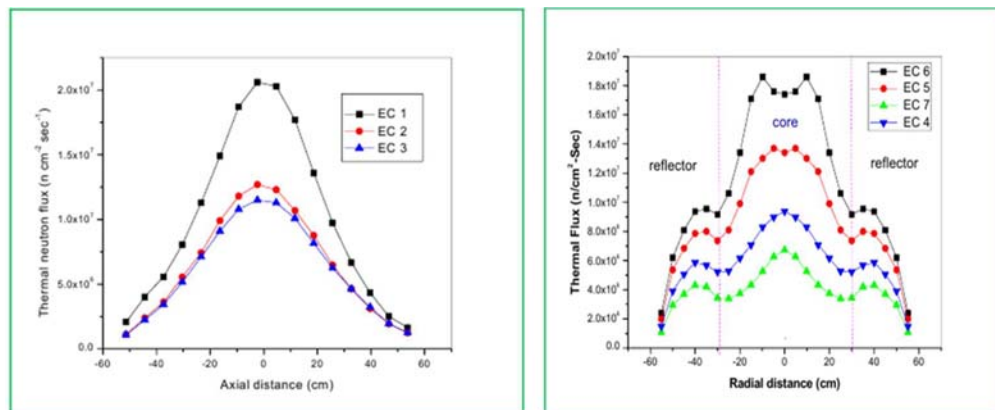 Thermal neutron flux (n cm⁻² sec⁻¹)
2.0x10⁷
1.5x10⁷
1.0x10⁷
5.0x10⁶
0.0
EC 1
EC 2
EC 3
-60 -40 -20 0 20 40 60
Axial distance (cm)
Thermal Flux (n/cm²-Sec)
2.0x10⁷
1.8x10⁷
1.6x10⁷
1.4x10⁷
1.2x10⁷
1.0x10⁷
8.0x10⁶
6.0x10⁶
4.0x10⁶
2.0x10⁶
0.0
EC 6
EC 5
EC 7
EC 4
core
reflector
reflector
-60 -40 -20 0 20 40 60
Radial distance (cm)